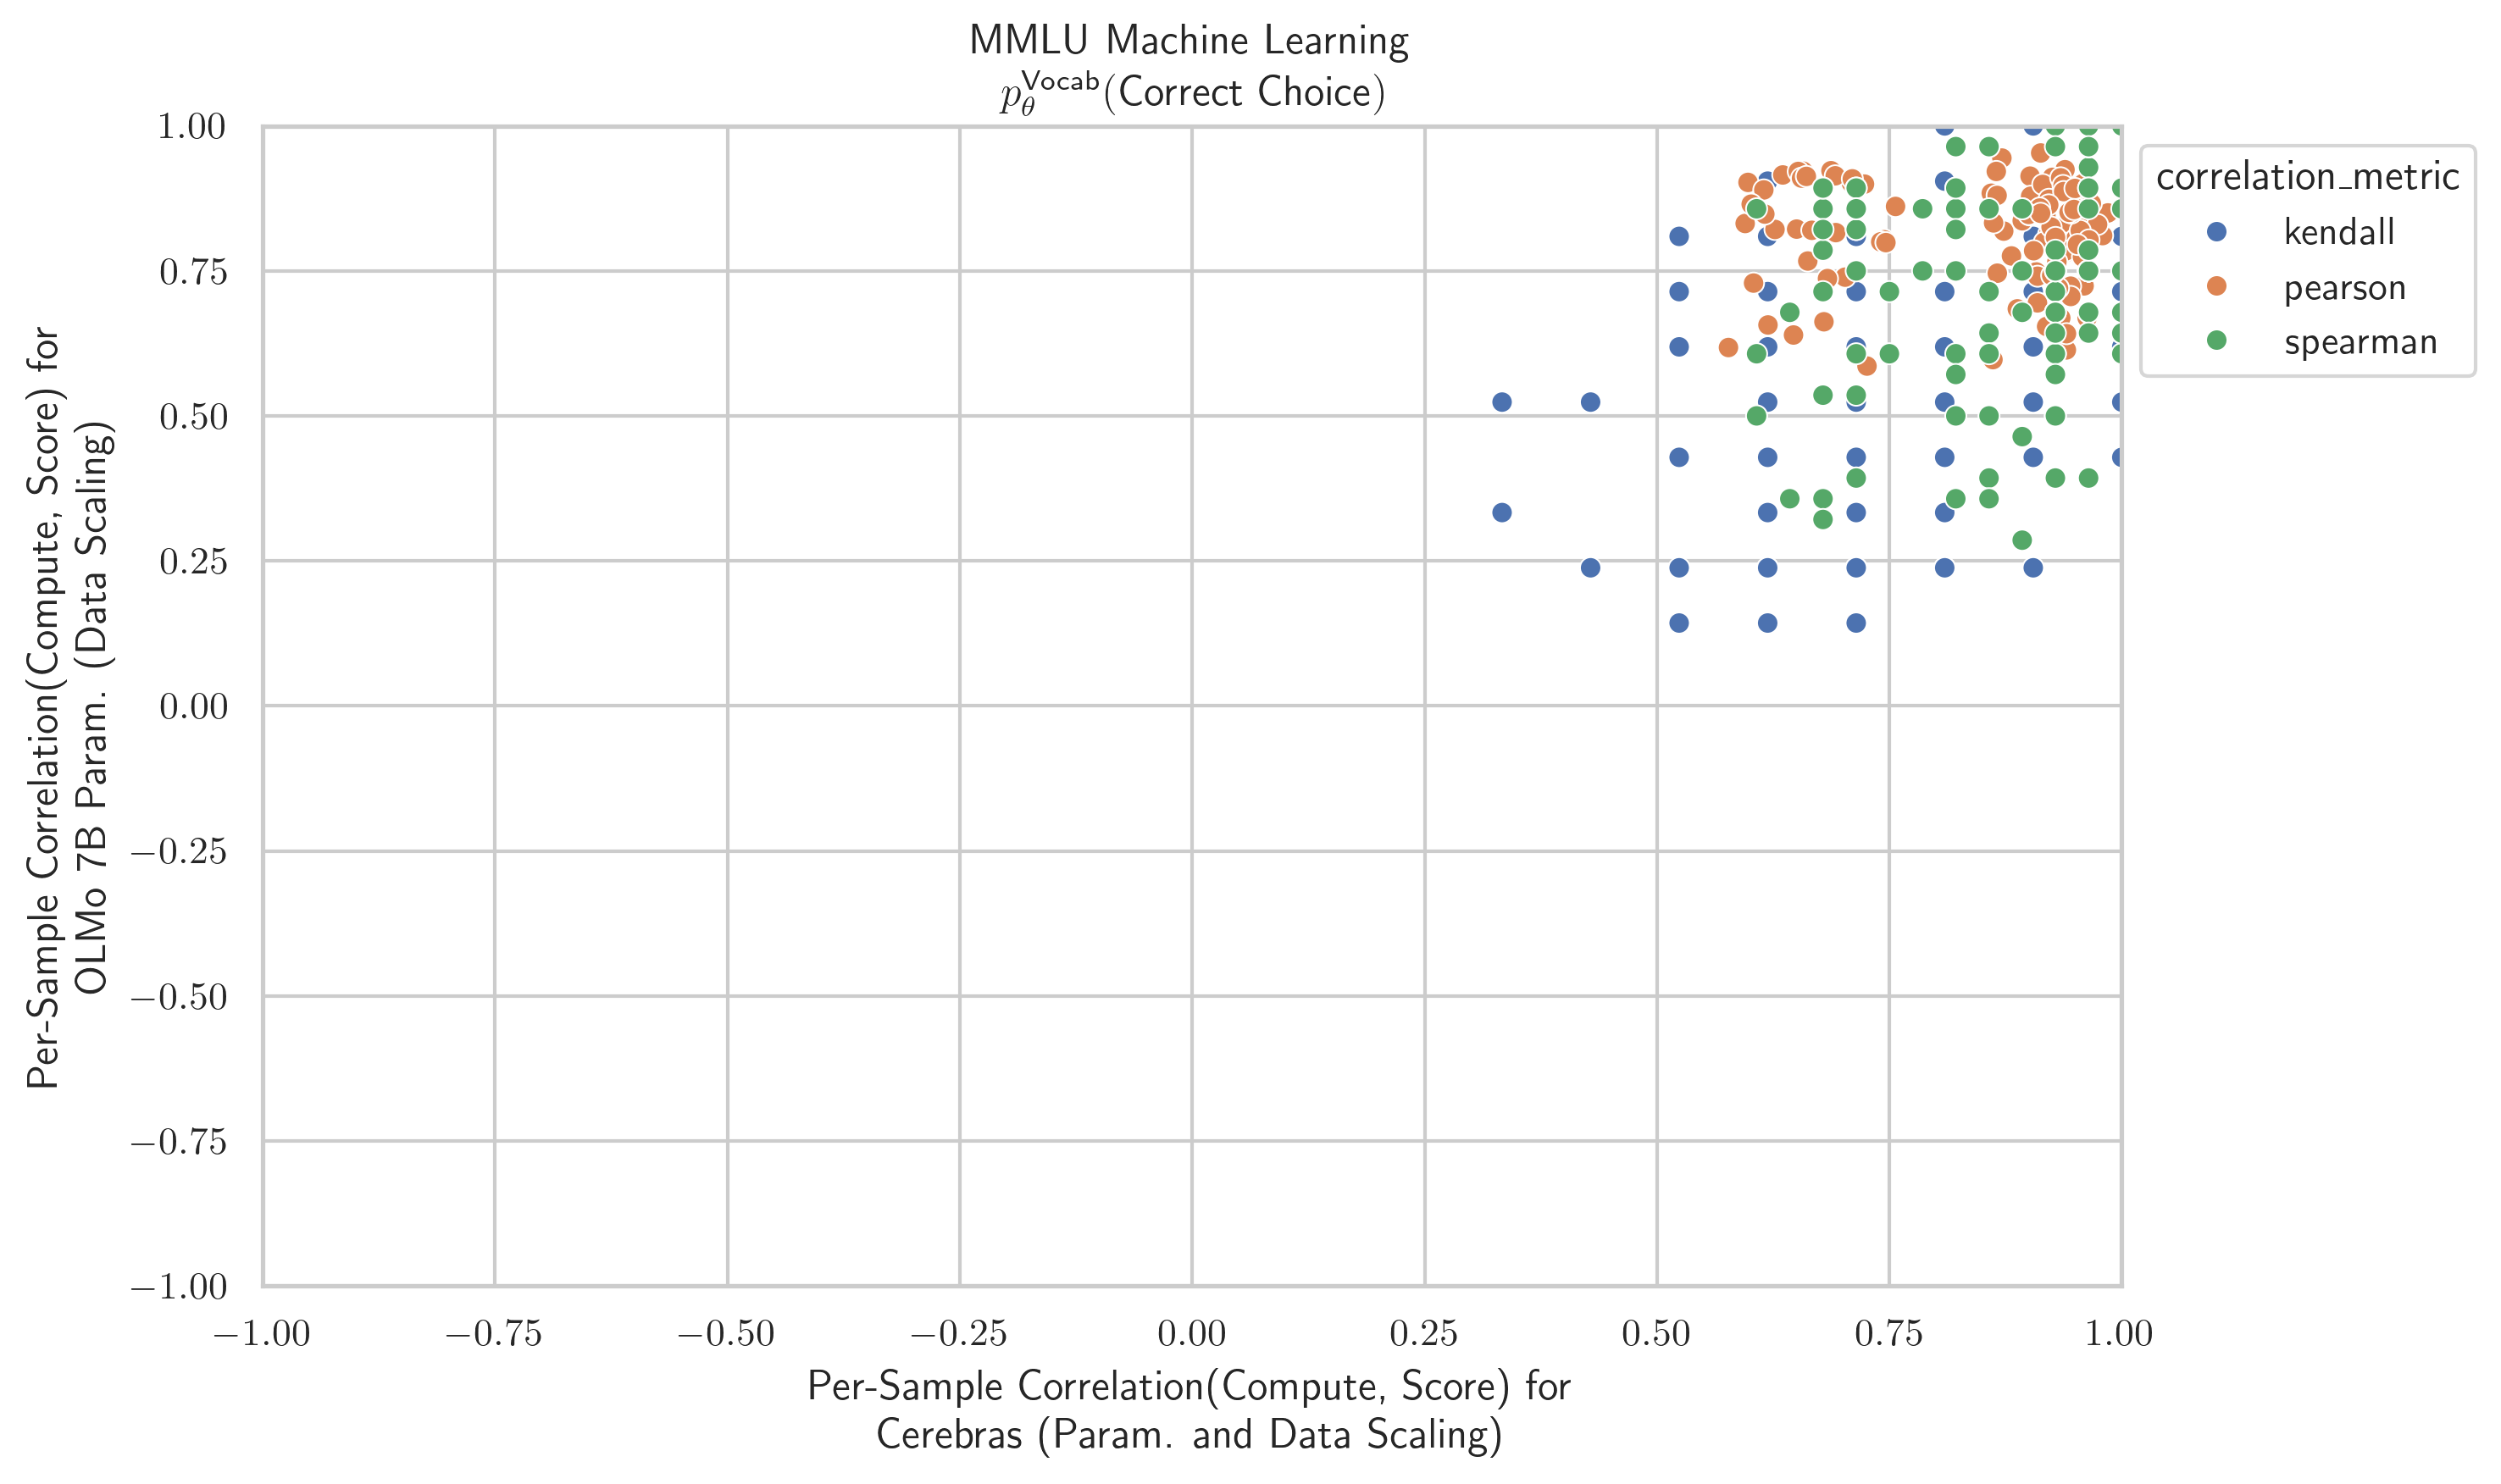 MMLU Machine Learning
p_θ^Vocab(Correct Choice)
Per-Sample Correlation(Compute, Score) for
OLMo 7B Param. (Data Scaling)
1.00
0.75
0.50
0.25
0.00
−0.25
−0.50
−0.75
−1.00
correlation_metric
kendall
pearson
spearman
−1.00 −0.75 −0.50 −0.25 0.00 0.25 0.50 0.75 1.00
Per-Sample Correlation(Compute, Score) for
Cerebras (Param. and Data Scaling)